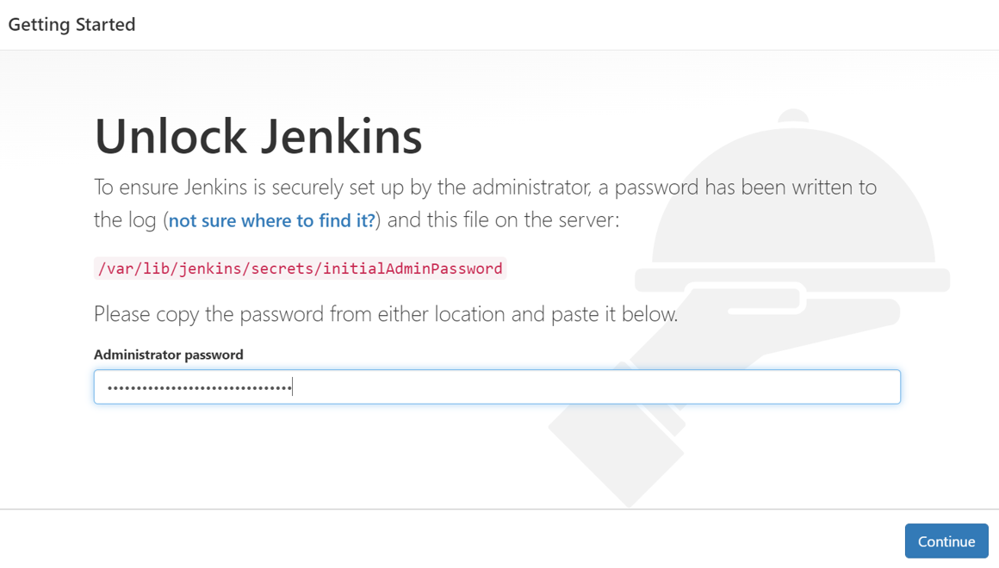 Getting Started
Unlock Jenkins
To ensure Jenkins is securely set up by the administrator, a password has been written to
the log (not sure where to find it?) and this file on the server:
/var/lib/jenkins/secrets/initialAdminPassword
Please copy the password from either location and paste it below.
Administrator password
••••••••••••••••••••••••••••••••
Continue